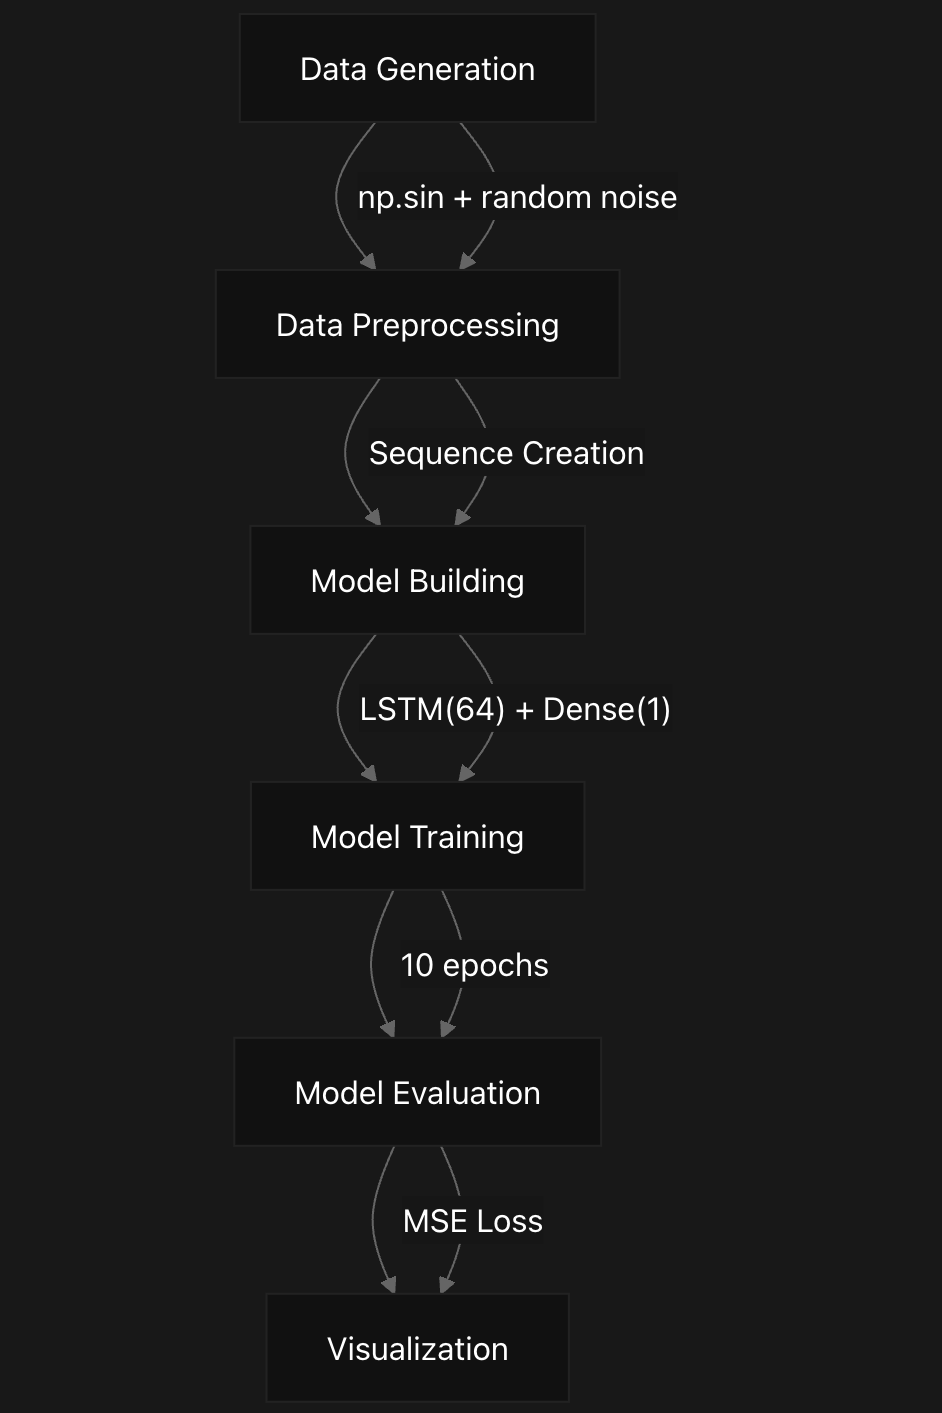 Data Generation
np.sin + random noise
Data Preprocessing
Sequence Creation
Model Building
LSTM(64) + Dense(1)
Model Training
10 epochs
Model Evaluation
MSE Loss
Visualization